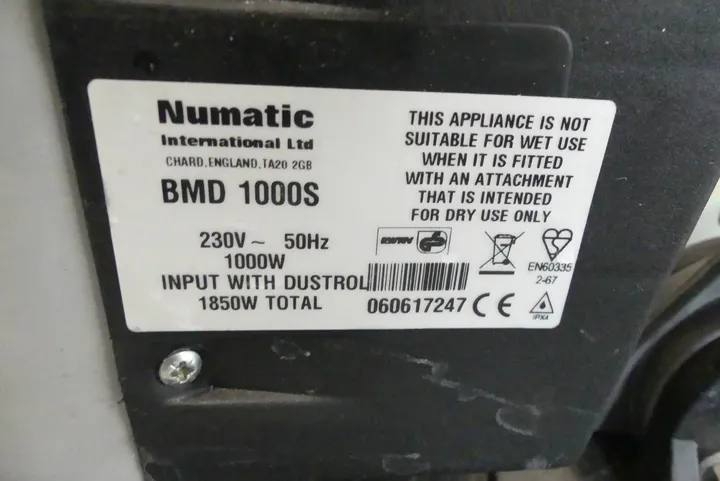 Numatic
International Ltd
CHARD, ENGLAND, TA20 2GB
BMD 1000S
230V ~ 50Hz
1000W
INPUT WITH DUSTROL
1850W TOTAL
THIS APPLIANCE IS NOT
SUITABLE FOR WET USE
WHEN IT IS FITTED
WITH AN ATTACHMENT
THAT IS INTENDED
FOR DRY USE ONLY
EN60335
2-67
060617247 CE
IPX4